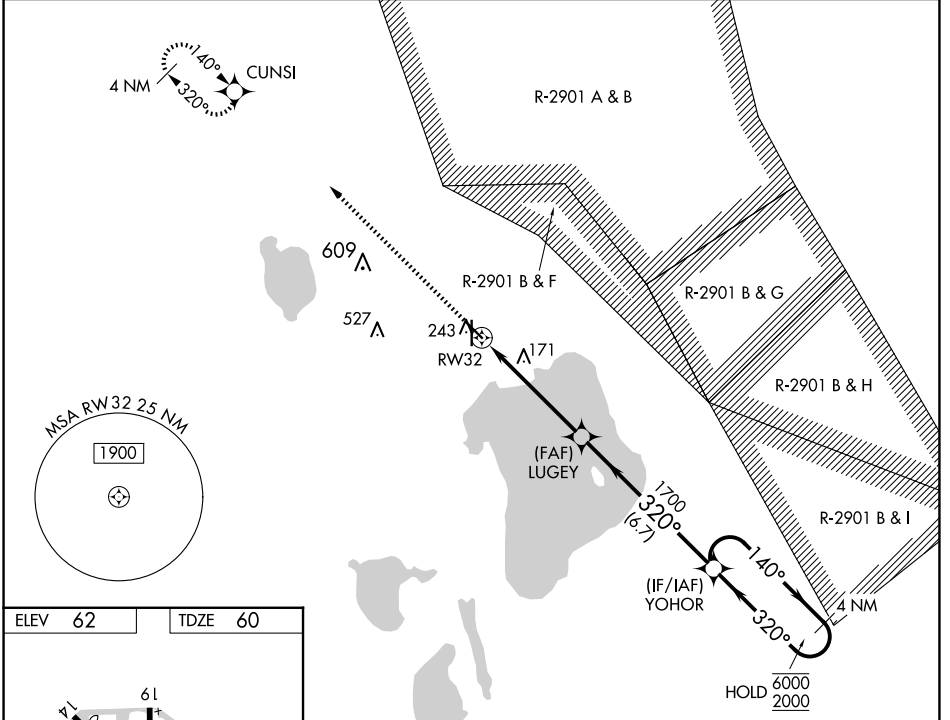 140°
CUNSI
4 NM
320°
R-2901 A & B
609
R-2901 B & F
R-2901 B & G
527
243
RW32
171
R-2901 B & H
MSA RW32 25 NM
1900
(FAF)
LUGEY
1700
320°
(6.7)
R-2901 B & I
140°
(IF/IAF)
YOHOR
4 NM
320°
HOLD 6000
2000
ELEV 62
TDZE 60
14
19